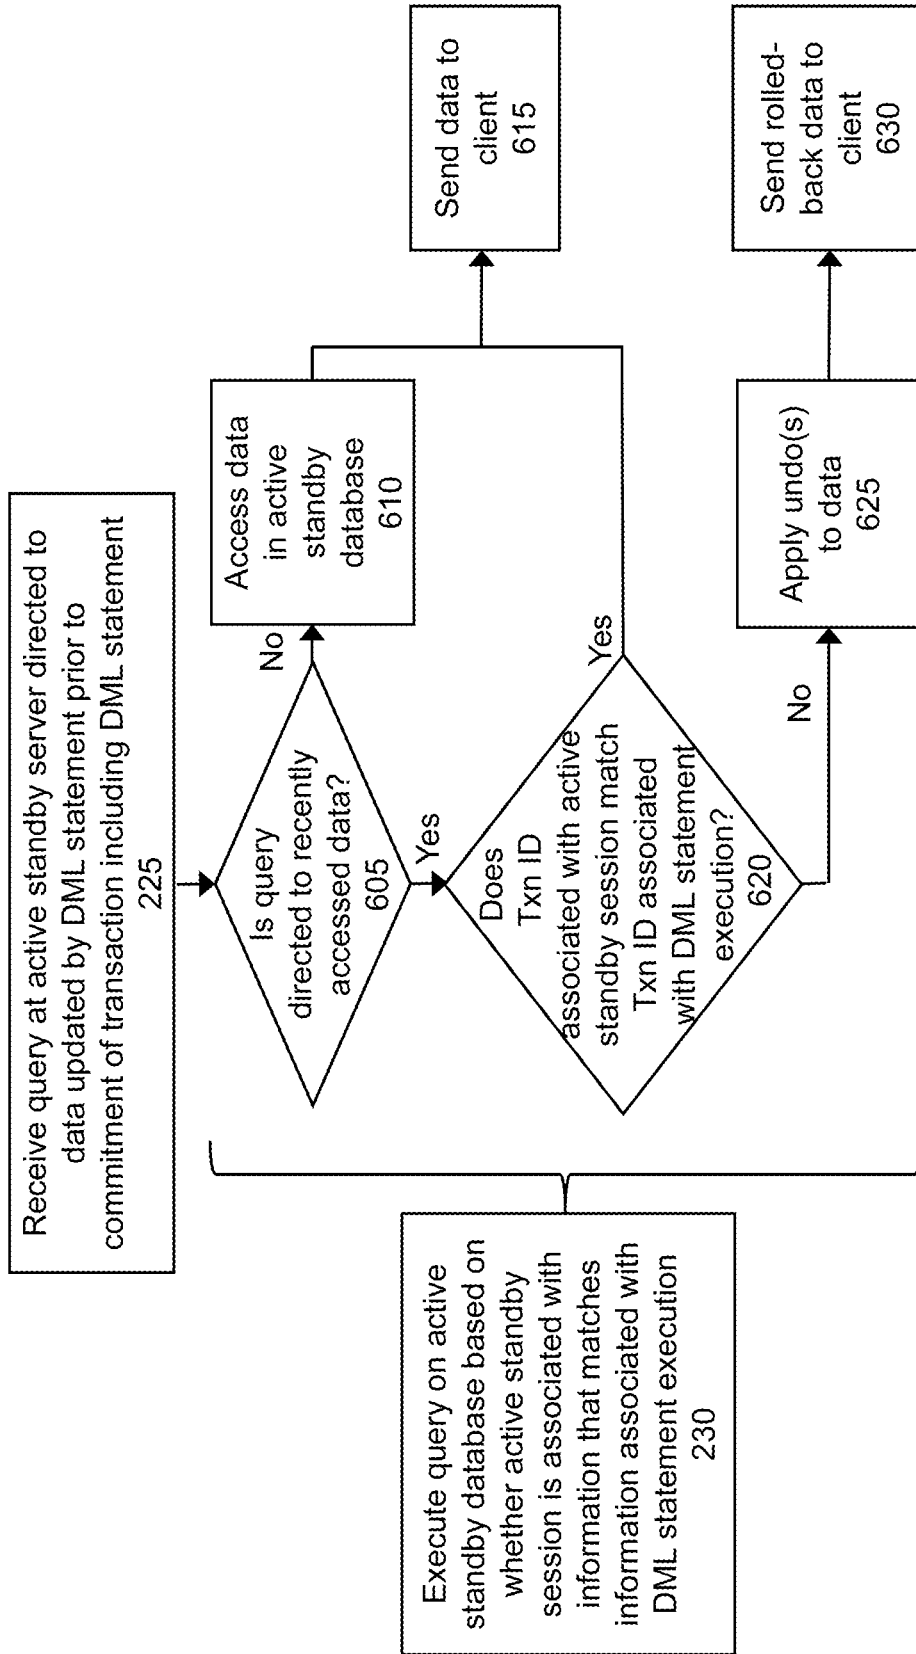 Receive query at active standby server directed to
data updated by DML statement prior to
commitment of transaction including DML statement
225
Is query
directed to recently
accessed data?
605
No
Access data
in active
standby
database
610
Send data to
client
615
Yes
Does
Txn ID
associated with active
standby session match
Txn ID associated
with DML statement
execution?
620
Yes
No
Apply undo(s)
to data
625
Send rolled-
back data to
client
630
Execute query on active
standby database based on
whether active standby
session is associated with
information that matches
information associated with
DML statement execution
230